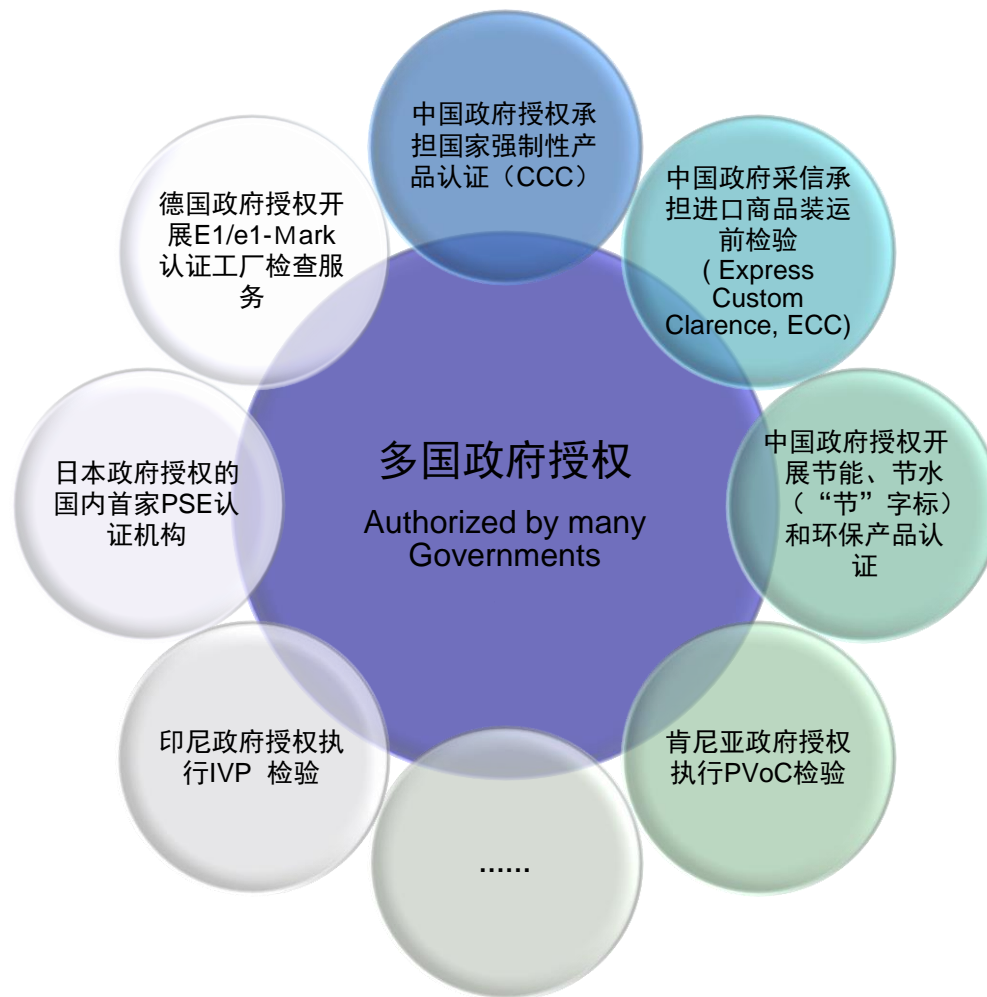 中国政府授权承
担国家强制性产
品认证（CCC）
中国政府采信承
担进口商品装运
前检验
( Express
Custom
Clarence, ECC)
中国政府授权开
展节能、节水
（“节”字标）
和环保产品认
证
肯尼亚政府授权
执行PVoC检验
......
印尼政府授权执
行IVP 检验
日本政府授权的
国内首家PSE认
证机构
德国政府授权开
展E1/e1-Mark
认证工厂检查服
务
多国政府授权
Authorized by many
Governments